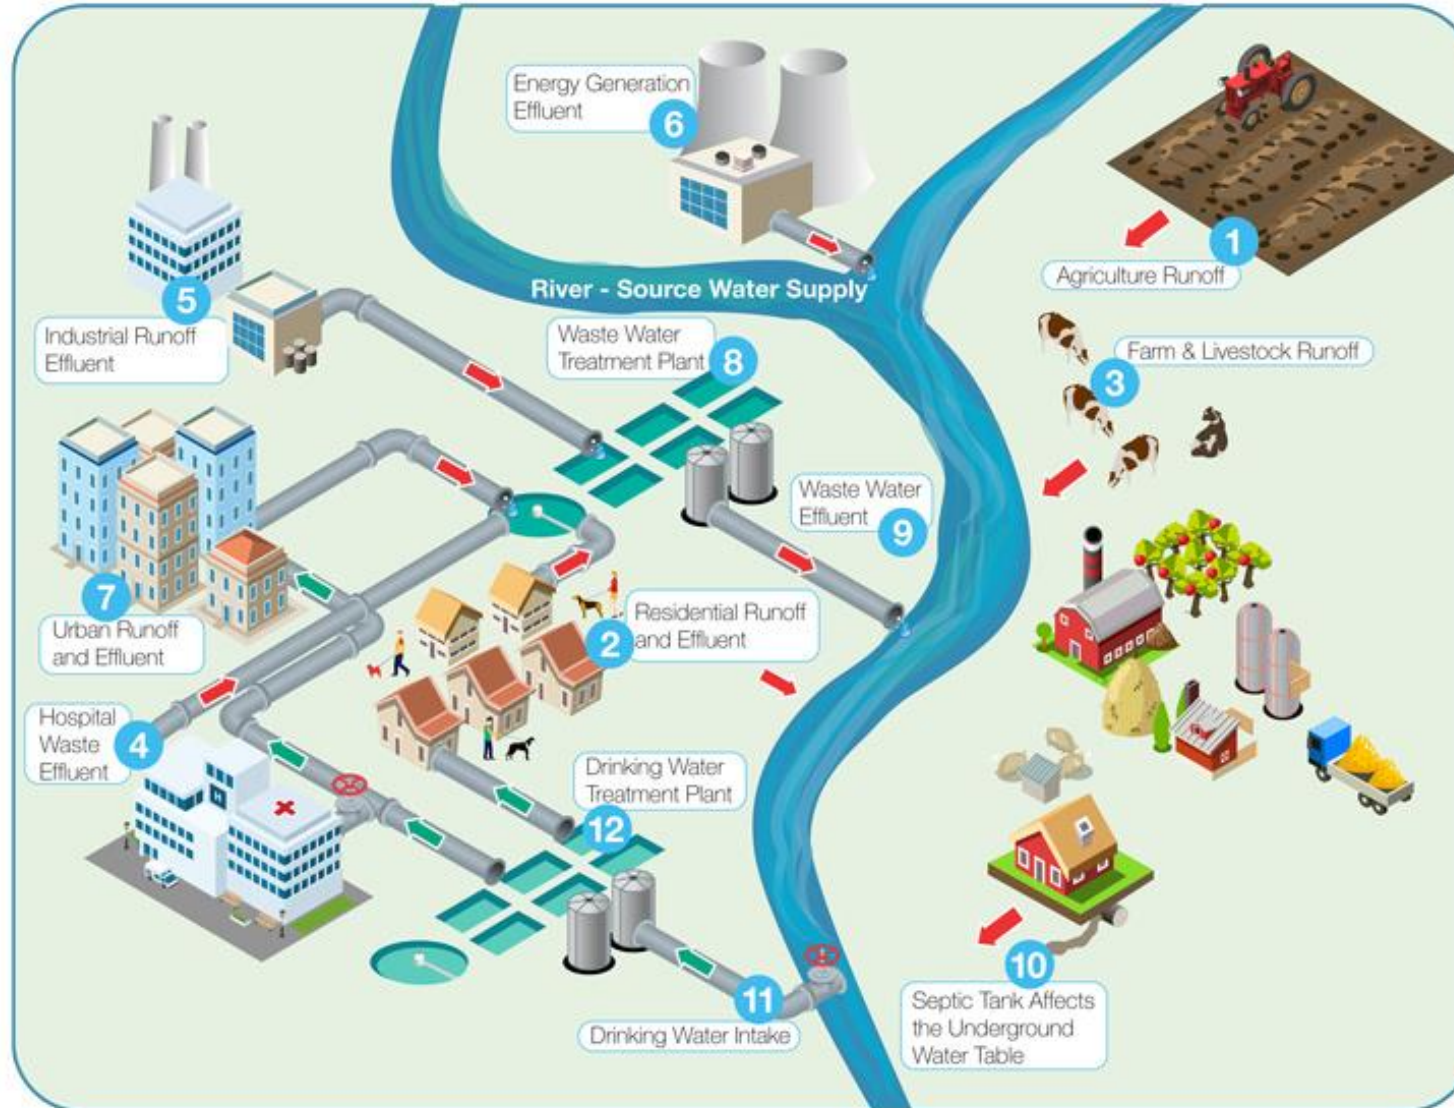 Energy Generation
Effluent
6
1
Agriculture Runoff
5
Industrial Runoff
Effluent
River - Source Water Supply
Waste Water
Treatment Plant
8
Farm & Livestock Runoff
3
Waste Water
Effluent
9
7
Urban Runoff
and Effluent
2
Residential Runoff
and Effluent
Hospital
Waste
Effluent
4
H
Drinking Water
Treatment Plant
12
11
Drinking Water Intake
10
Septic Tank Affects
the Underground
Water Table